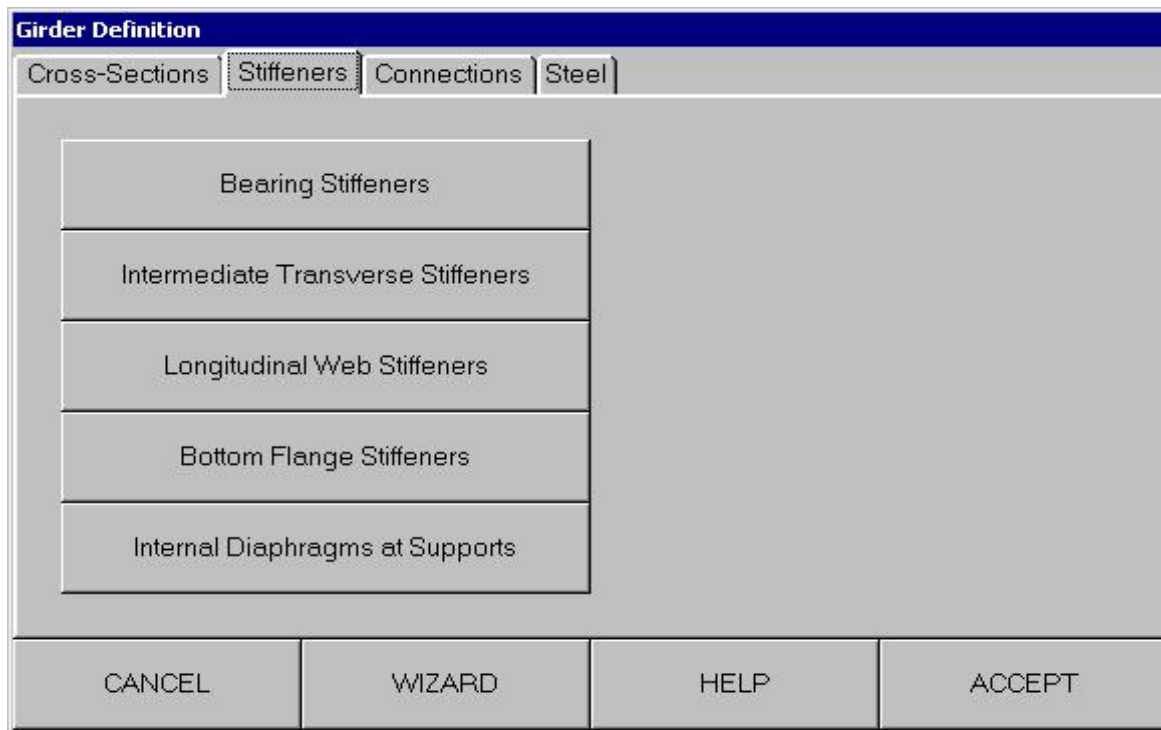 Girder Definition
Cross-Sections Stiffeners Connections Steel
Bearing Stiffeners
Intermediate Transverse Stiffeners
Longitudinal Web Stiffeners
Bottom Flange Stiffeners
Internal Diaphragms at Supports
CANCEL WIZARD HELP ACCEPT